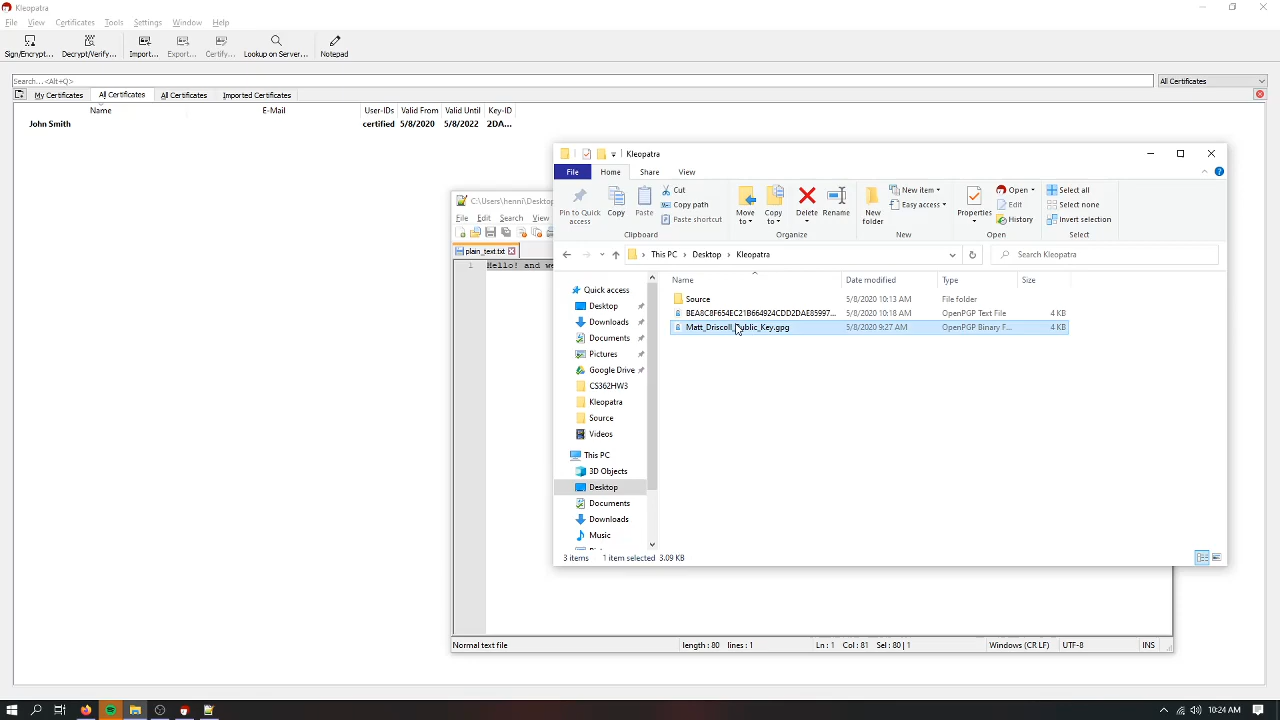 Kleopatra
File View Certificates Tools Settings Window Help
Sign/Encrypt... Decrypt/Verify... Import... Export... Certify... Lookup on Server... Notepad
Search...<Alt+Q> All Certificates
My Certificates All Certificates All Certificates Imported Certificates
Name E-Mail User-IDs Valid From Valid Until Key-ID
John Smith certified 5/8/2020 5/8/2022 2DA...
C:\Users\henni\Desktop
File Edit Search View
plain_text.txt
1 Hello! and we
Normal text file length : 80 lines : 1 Ln : 1 Col : 81 Sel : 80 | 1 Windows (CR LF) UTF-8 INS
Kleopatra
File Home Share View
Pin to Quick access
Copy
Paste
Cut
Copy path
Paste shortcut
Clipboard
Move to
Copy to
Delete
Rename
Organize
New folder
New item
Easy access
New
Properties
Open
Edit
History
Open
Select all
Select none
Invert selection
Select
This PC > Desktop > Kleopatra
Search Kleopatra
Name Date modified Type Size
Source 5/8/2020 10:13 AM File folder
BEA8C8F654EC21B664924CDD2DAE85997... 5/8/2020 10:18 AM OpenPGP Text File 4 KB
Matt_Driscoll_Public_Key.gpg 5/8/2020 9:27 AM OpenPGP Binary F... 4 KB
Quick access
Desktop
Downloads
Documents
Pictures
Google Drive
CS362HW3
Kleopatra
Source
Videos
This PC
3D Objects
Desktop
Documents
Downloads
Music
3 items 1 item selected 3.09 KB
10:24 AM